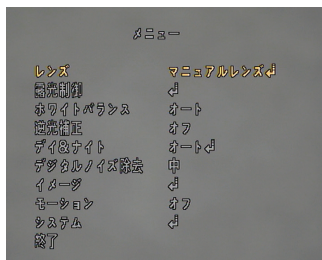 メニュー
レンズ マニュアルレンズ↲
露光制御 ↲
ホワイトバランス オート
逆光補正 オフ
デイ&ナイト オート↲
デジタルノイズ除去 中
イメージ ↲
モーション オフ
システム ↲
終了